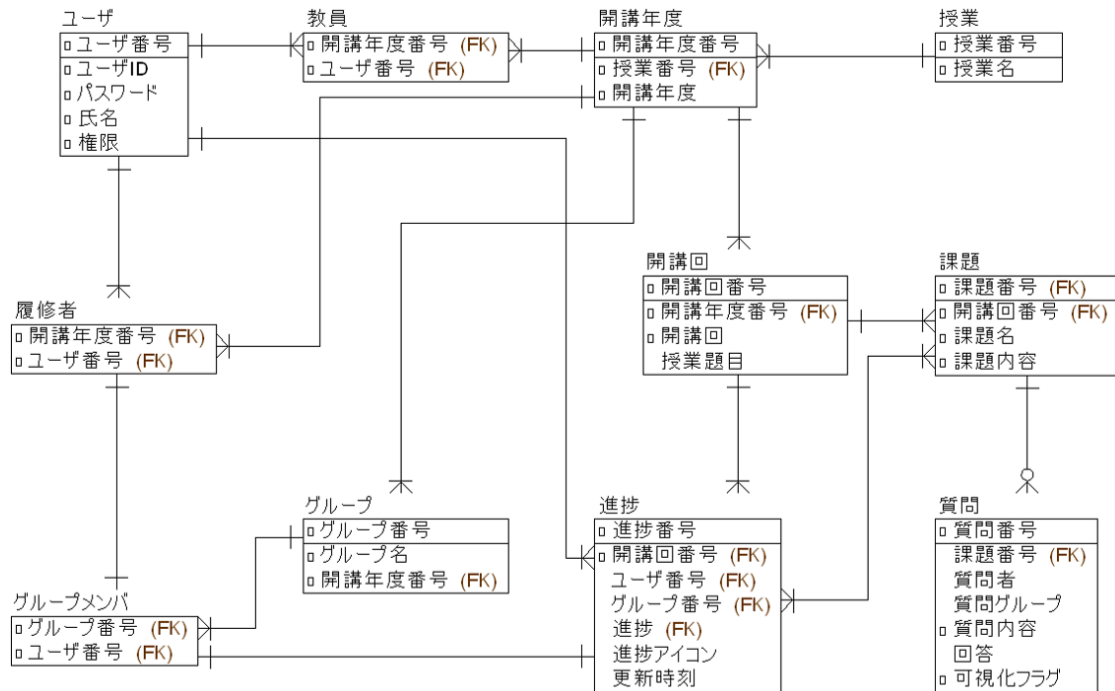 ユーザ
ユーザ番号
ユーザID
パスワード
氏名
権限
教員
開講年度番号 (FK)
ユーザ番号 (FK)
開講年度
開講年度番号
授業番号 (FK)
開講年度
授業
授業番号
授業名
履修者
開講年度番号 (FK)
ユーザ番号 (FK)
開講回
開講回番号
開講年度番号 (FK)
開講回
授業題目
課題
課題番号 (FK)
開講回番号 (FK)
課題名
課題内容
グループメンバ
グループ番号 (FK)
ユーザ番号 (FK)
グループ
グループ番号
グループ名
開講年度番号 (FK)
進捗
進捗番号
開講回番号 (FK)
ユーザ番号 (FK)
グループ番号 (FK)
進捗 (FK)
進捗アイコン
更新時刻
質問
質問番号
課題番号 (FK)
質問者
質問グループ
質問内容
回答
可視化フラグ